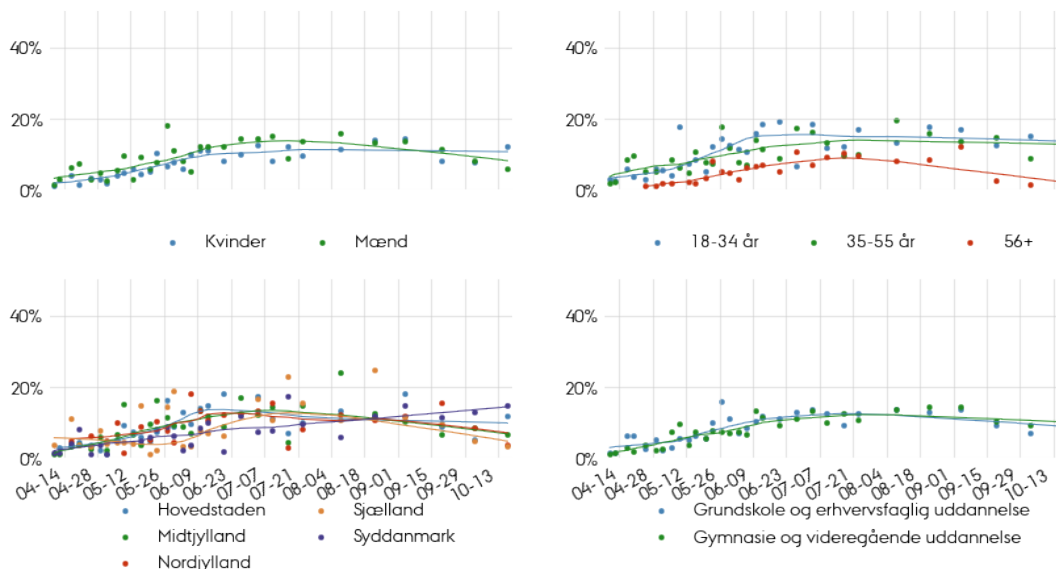 40%
20%
0%
Kvinder Mænd
40%
20%
0%
18-34 år 35-55 år 56+
40%
20%
0%
04-14 04-28 05-12 05-26 06-09 06-23 07-07 07-21 08-04 08-18 09-01 09-15 09-29 10-13
Hovedstaden Sjælland
Midtjylland Syddanmark
Nordjylland
40%
20%
0%
04-14 04-28 05-12 05-26 06-09 06-23 07-07 07-21 08-04 08-18 09-01 09-15 09-29 10-13
Grundskole og erhvervsfaglig uddannelse
Gymnasie og videregående uddannelse